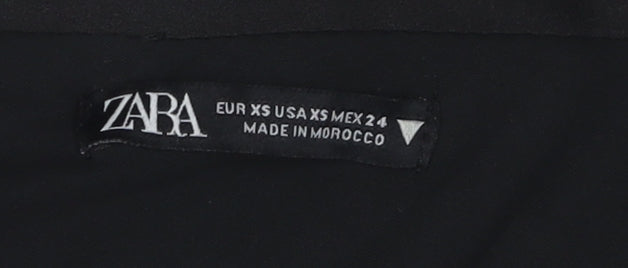 ZARA
EUR XS USA XS MEX 24
MADE IN MOROCCO